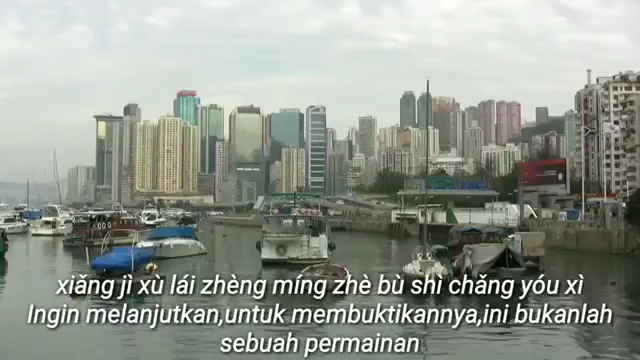 xiǎng jì xù lái zhèng míng zhè bù shi chǎng yóu xì
Ingin melanjutkan,untuk membuktikannya,ini bukanlah
sebuah permainan